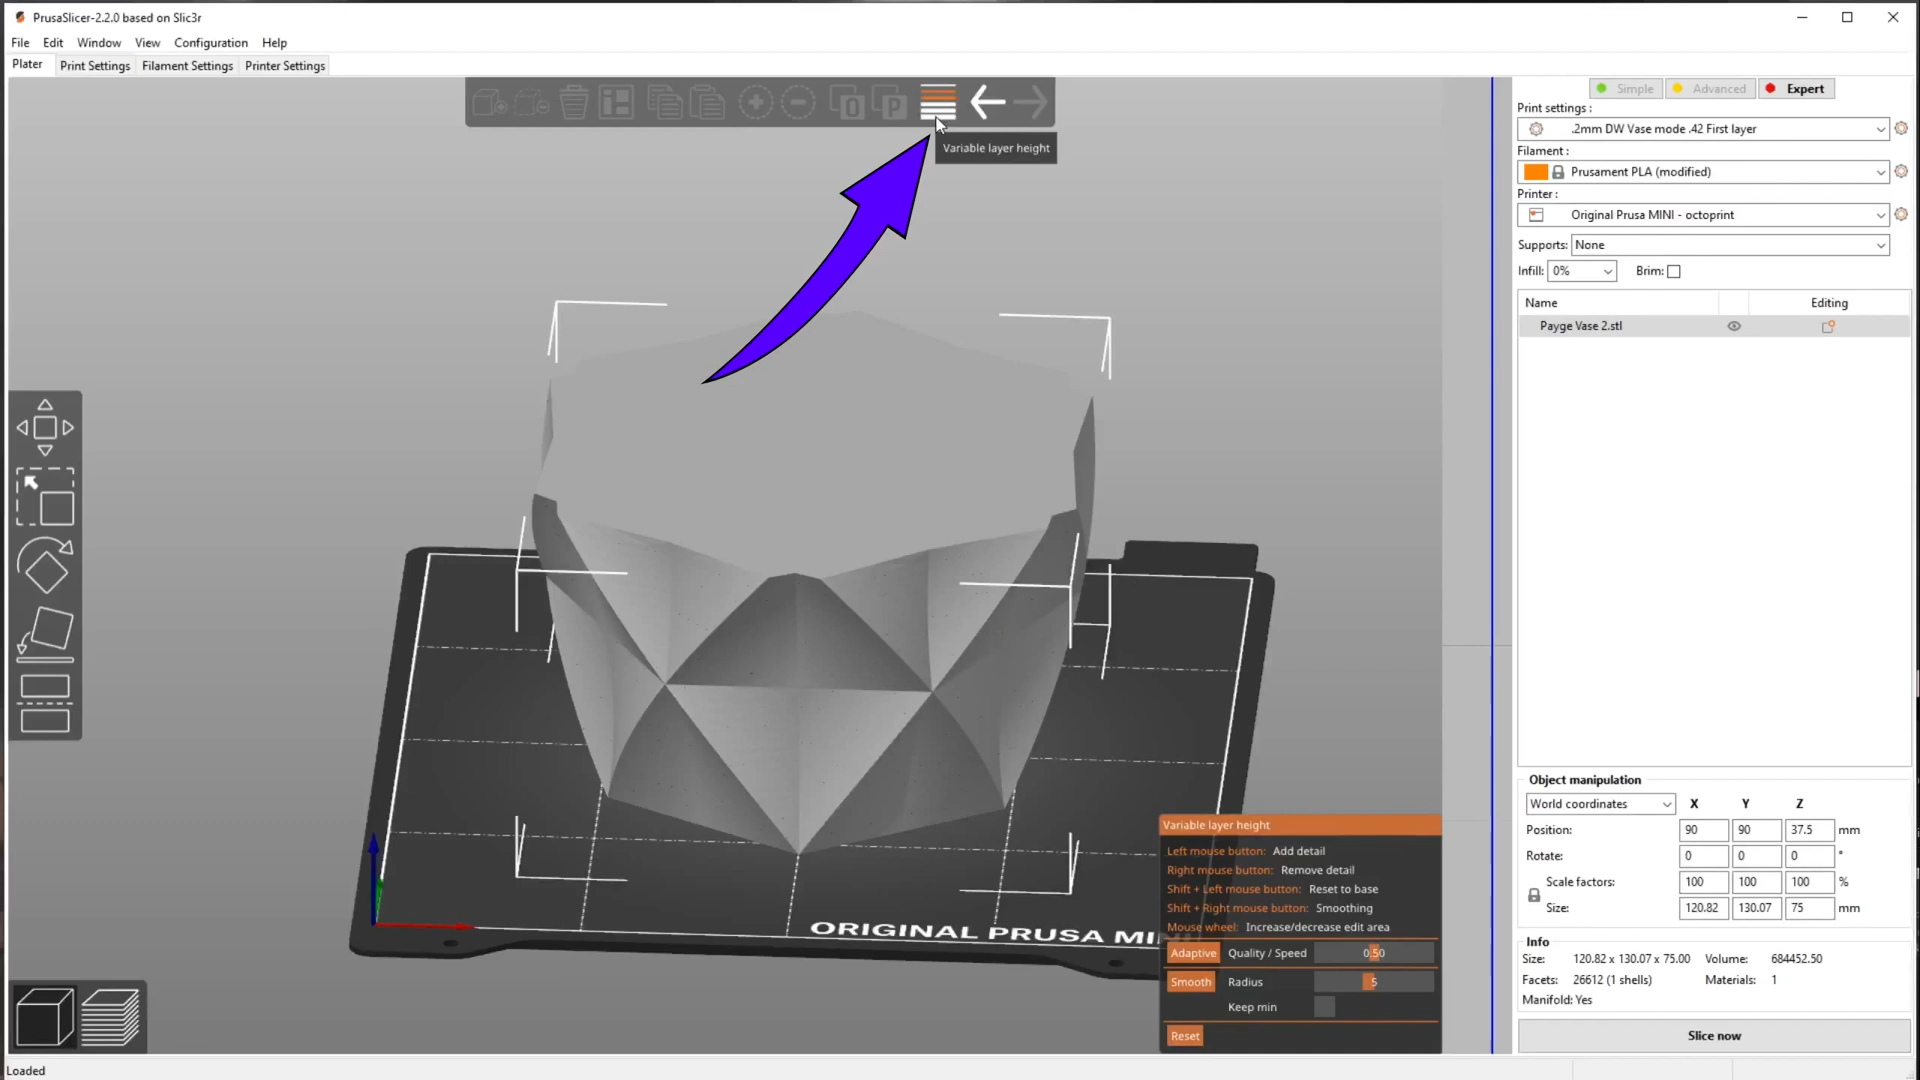 PrusaSlicer-2.2.0 based on Slic3r
File Edit Window View Configuration Help
Plater Print Settings Filament Settings Printer Settings
Variable layer height
Simple Advanced Expert
Print settings :
.2mm DW Vase mode .42 First layer
Filament :
Prusament PLA (modified)
Printer :
Original Prusa MINI - octoprint
Supports: None
Infill: 0% Brim:
Name Editing
Payge Vase 2.stl
ORIGINAL PRUSA MINI
Variable layer height
Left mouse button: Add detail
Right mouse button: Remove detail
Shift + Left mouse button: Reset to base
Shift + Right mouse button: Smoothing
Mouse wheel: Increase/decrease edit area
Adaptive Quality / Speed 0.50
Smooth Radius 5
Keep min
Reset
Object manipulation
World coordinates X Y Z
Position: 90 90 37.5 mm
Rotate: 0 0 0 °
Scale factors: 100 100 100 %
Size: 120.82 130.07 75 mm
Info
Size: 120.82 x 130.07 x 75.00 Volume: 684452.50
Facets: 26612 (1 shells) Materials: 1
Manifold: Yes
Slice now
Loaded